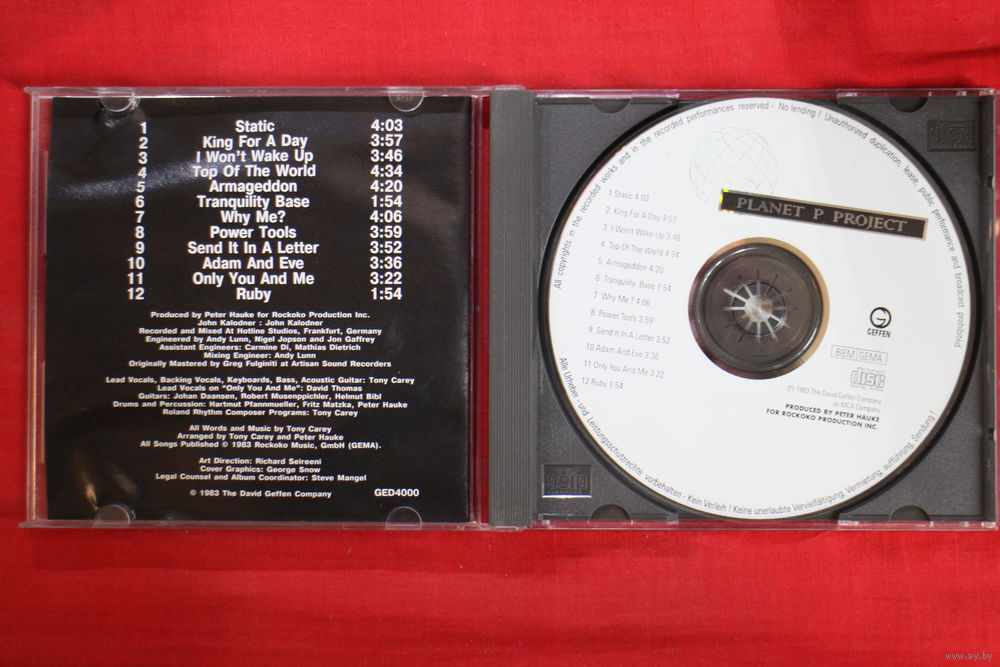 1 Static 4:03
2 King For A Day 3:57
3 I Won't Wake Up 3:46
4 Top Of The World 4:34
5 Armageddon 4:20
6 Tranquility Base 1:54
7 Why Me? 4:06
8 Power Tools 3:59
9 Send It In A Letter 3:52
10 Adam And Eve 3:36
11 Only You And Me 3:22
12 Ruby 1:54
Produced by Peter Hauke for Rockoko Production Inc.
John Kalodner : John Kalodner
Recorded and Mixed At Hotline Studios, Frankfurt, Germany
Engineered by Andy Lunn, Nigel Jopson and Jon Gaffrey
Assistant Engineers: Carmine Di, Mathias Dietrich
Mixing Engineer: Andy Lunn
Originally Mastered by Greg Fulginiti at Artisan Sound Recorders
Lead Vocals, Backing Vocals, Keyboards, Bass, Acoustic Guitar: Tony Carey
Lead Vocals on "Only You And Me": David Thomas
Guitars: Johan Daansen, Robert Musenpichler, Helmut Bibl
Drums and Percussion: Hartmut Pfannmueller, Fritz Matzka, Peter Hauke
Roland Rhythm Composer Programs: Tony Carey
All Words and Music by Tony Carey
Arranged by Tony Carey and Peter Hauke
All Songs Published © 1983 Rockoko Music, GmbH (GEMA).
Art Direction: Richard Seireeni
Cover Graphics: George Snow
Legal Counsel and Album Coordinator: Steve Mangel
© 1983 The David Geffen Company GED4000
All copyrights in the recorded works and in the recorded performances reserved - No lending ! Unauthorized duplication, lease, public performance and broadcast prohibited
PLANET P PROJECT
1 Static 4:03
2 King For A Day 3:57
3 I Won't Wake Up 3:46
4 Top Of The World 4:34
5 Armageddon 4:20
6 Tranquility Base 1:54
7 Why Me? 4:06
8 Power Tools 3:59
9 Send It In A Letter 3:52
10 Adam And Eve 3:36
11 Only You And Me 3:22
12 Ruby 1:54
GEFFEN
BIEM GEMA
COMPACT
disc
DIGITAL AUDIO
(P) 1983 The David Geffen Company
an MCA Company
PRODUCED BY PETER HAUKE
FOR ROCKOKO PRODUCTION INC.
Alle Urheber- und Leistungsschutzrechte vorbehalten - Kein Verleih ! Keine unerlaubte Vervielfältigung, Vermietung, aufführung, Sendung !
disc
disc
www.ay.by